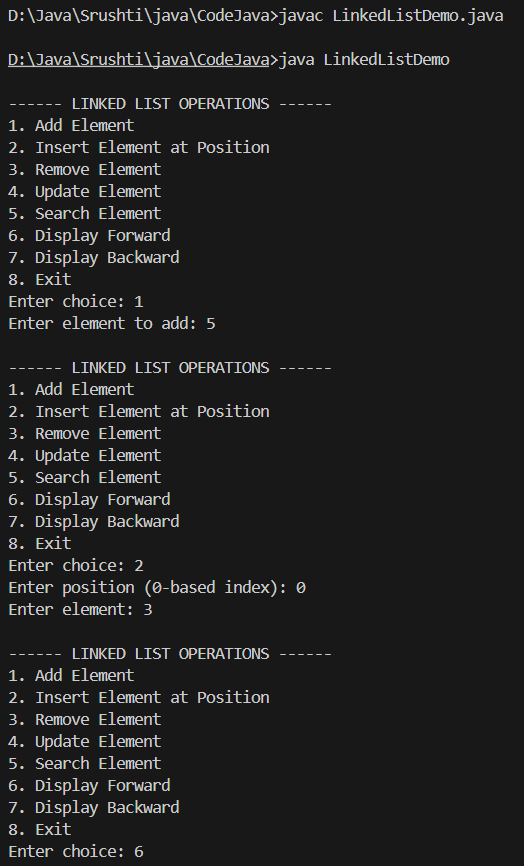 D:\Java\Srushti\java\CodeJava>javac LinkedListDemo.java
D:\Java\Srushti\java\CodeJava>java LinkedListDemo
------ LINKED LIST OPERATIONS ------
1. Add Element
2. Insert Element at Position
3. Remove Element
4. Update Element
5. Search Element
6. Display Forward
7. Display Backward
8. Exit
Enter choice: 1
Enter element to add: 5
------ LINKED LIST OPERATIONS ------
1. Add Element
2. Insert Element at Position
3. Remove Element
4. Update Element
5. Search Element
6. Display Forward
7. Display Backward
8. Exit
Enter choice: 2
Enter position (0-based index): 0
Enter element: 3
------ LINKED LIST OPERATIONS ------
1. Add Element
2. Insert Element at Position
3. Remove Element
4. Update Element
5. Search Element
6. Display Forward
7. Display Backward
8. Exit
Enter choice: 6